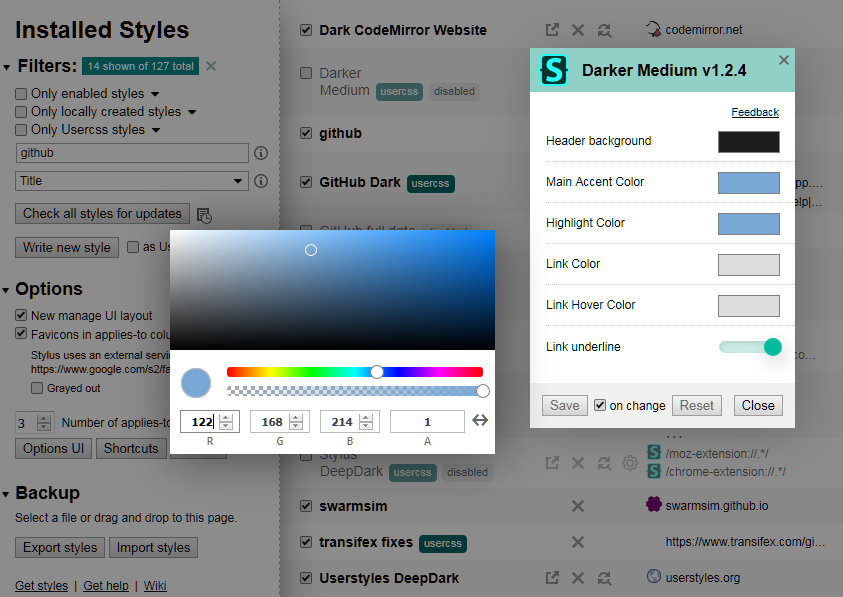 Installed Styles
Filters: 14 shown of 127 total
Only enabled styles
Only locally created styles
Only Usercss styles
github
Title
Check all styles for updates
Write new style
as Us
Options
New manage UI layout
Favicons in applies-to colu
Stylus uses an external servic
https://www.google.com/s2/fa
Grayed out
3 Number of applies-to
Options UI Shortcuts
Backup
Select a file or drag and drop to this page.
Export styles Import styles
Get styles | Get help | Wiki
Dark CodeMirror Website
codemirror.net
Darker
Medium usercss disabled
github
GitHub Dark usercss
pp....
elp|...
GitHub full date
co...
...
Stylus
DeepDark usercss disabled
/moz-extension://.*/
/chrome-extension://.*/
swarmsim
swarmsim.github.io
transifex fixes usercss
https://www.transifex.com/gi...
Userstyles DeepDark
userstyles.org
122 168 214 1
R G B A
S Darker Medium v1.2.4
Feedback
Header background
Main Accent Color
Highlight Color
Link Color
Link Hover Color
Link underline
Save on change Reset Close